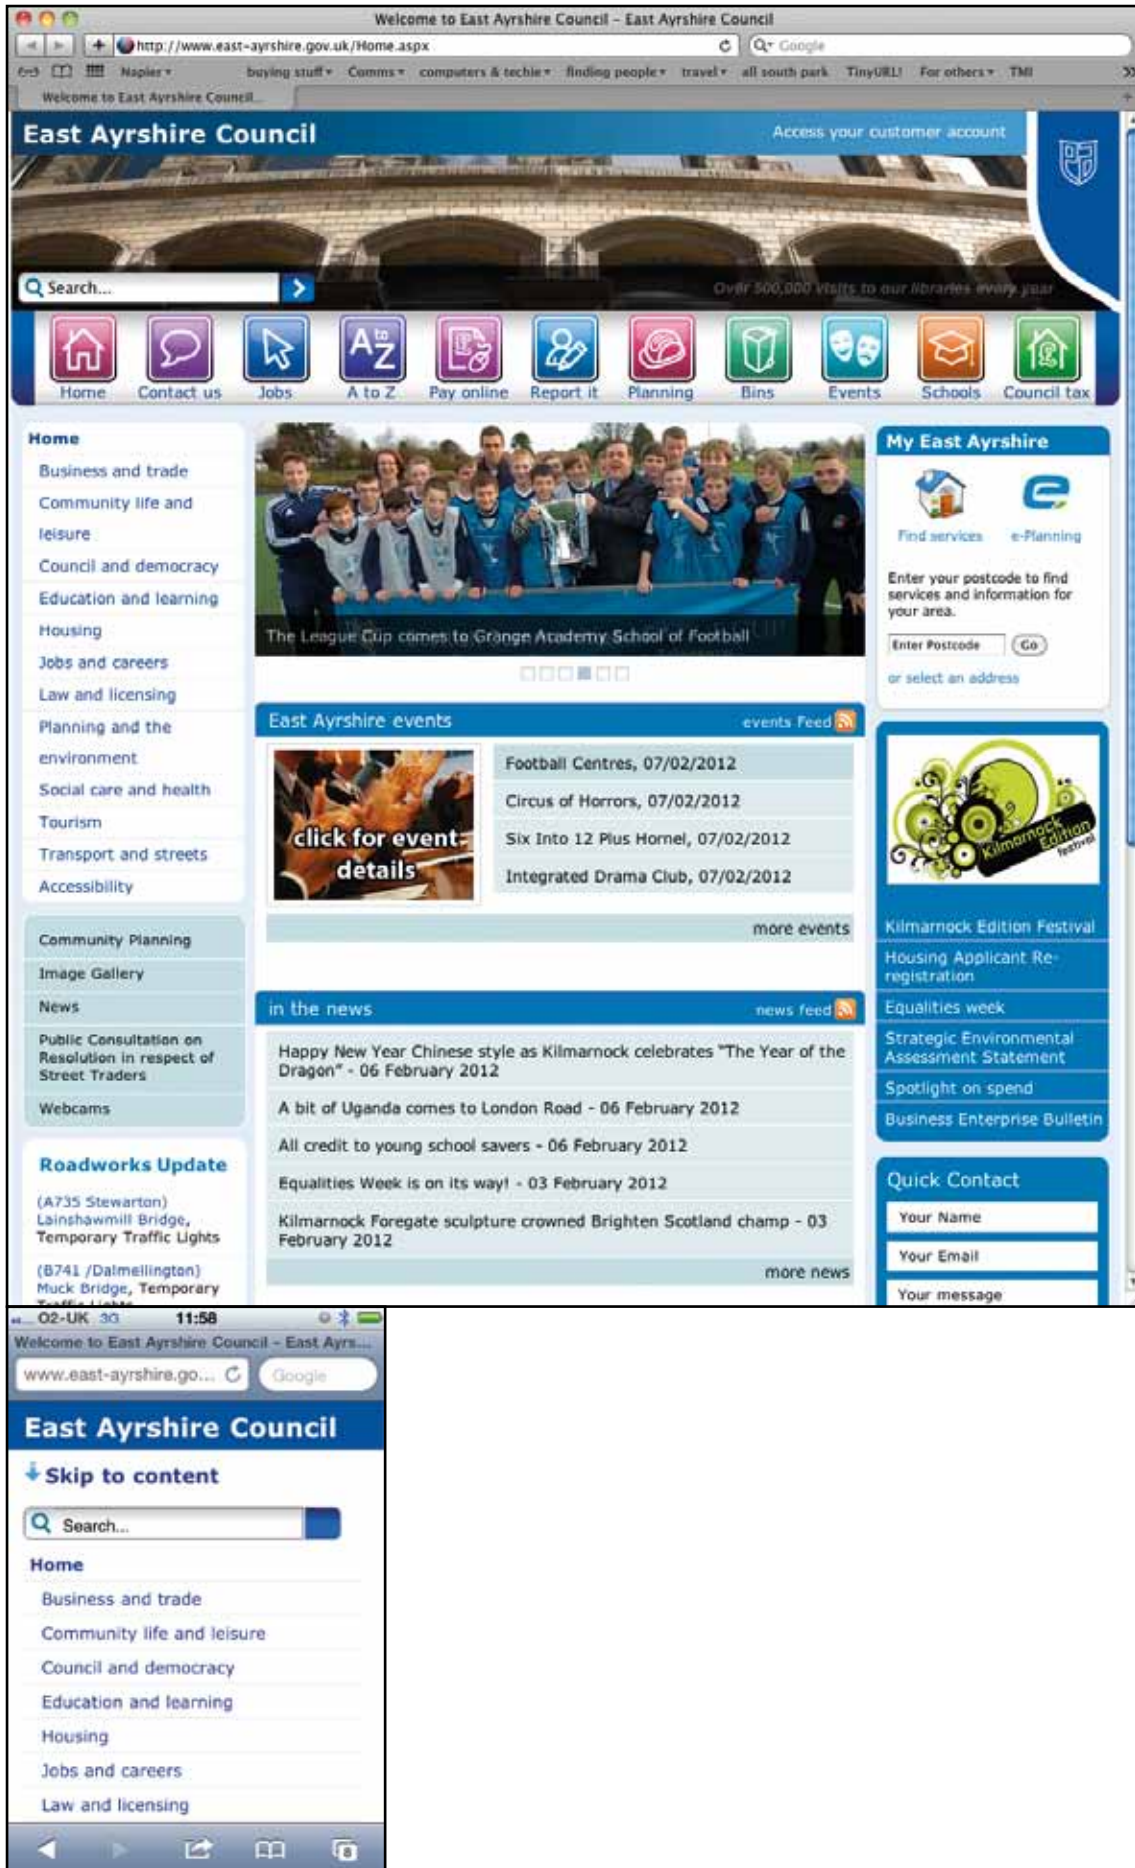 Welcome to East Ayrshire Council – East Ayrshire Council
http://www.east-ayrshire.gov.uk/Home.aspx
Google
Napier
buying stuff
Comms
computers & techie
finding people
travel
all south park
TinyURL!
For others
TMI
Welcome to East Ayrshire Council...
East Ayrshire Council
Access your customer account
Search...
Over 500,000 visits to our libraries every year
Home
Contact us
Jobs
A to Z
A to Z
Pay online
Report it
Planning
Bins
Events
Schools
Council tax
Home
Business and trade
Community life and
leisure
Council and democracy
Education and learning
Housing
Jobs and careers
Law and licensing
Planning and the
environment
Social care and health
Tourism
Transport and streets
Accessibility
Community Planning
Image Gallery
News
Public Consultation on
Resolution in respect of
Street Traders
Webcams
Roadworks Update
(A735 Stewarton)
Lainshawmill Bridge,
Temporary Traffic Lights
(B741 /Dalmellington)
Muck Bridge, Temporary
Traffic Lights
The League Cup comes to Grange Academy School of Football
East Ayrshire events
events Feed
click for event
details
Football Centres, 07/02/2012
Circus of Horrors, 07/02/2012
Six Into 12 Plus Hornel, 07/02/2012
Integrated Drama Club, 07/02/2012
more events
in the news
news feed
Happy New Year Chinese style as Kilmarnock celebrates "The Year of the
Dragon" - 06 February 2012
A bit of Uganda comes to London Road - 06 February 2012
All credit to young school savers - 06 February 2012
Equalities Week is on its way! - 03 February 2012
Kilmarnock Foregate sculpture crowned Brighten Scotland champ - 03
February 2012
more news
My East Ayrshire
Find services
e-Planning
Enter your postcode to find
services and information for
your area.
Enter Postcode
Go
or select an address
Kilmarnock
Edition
festival
Kilmarnock Edition Festival
Housing Applicant Re-
registration
Equalities week
Strategic Environmental
Assessment Statement
Spotlight on spend
Business Enterprise Bulletin
Quick Contact
Your Name
Your Email
Your message
O2-UK 3G 11:58
Welcome to East Ayrshire Council – East Ayrs...
www.east-ayrshire.go...
Google
East Ayrshire Council
Skip to content
Search...
Home
Business and trade
Community life and leisure
Council and democracy
Education and learning
Housing
Jobs and careers
Law and licensing
8